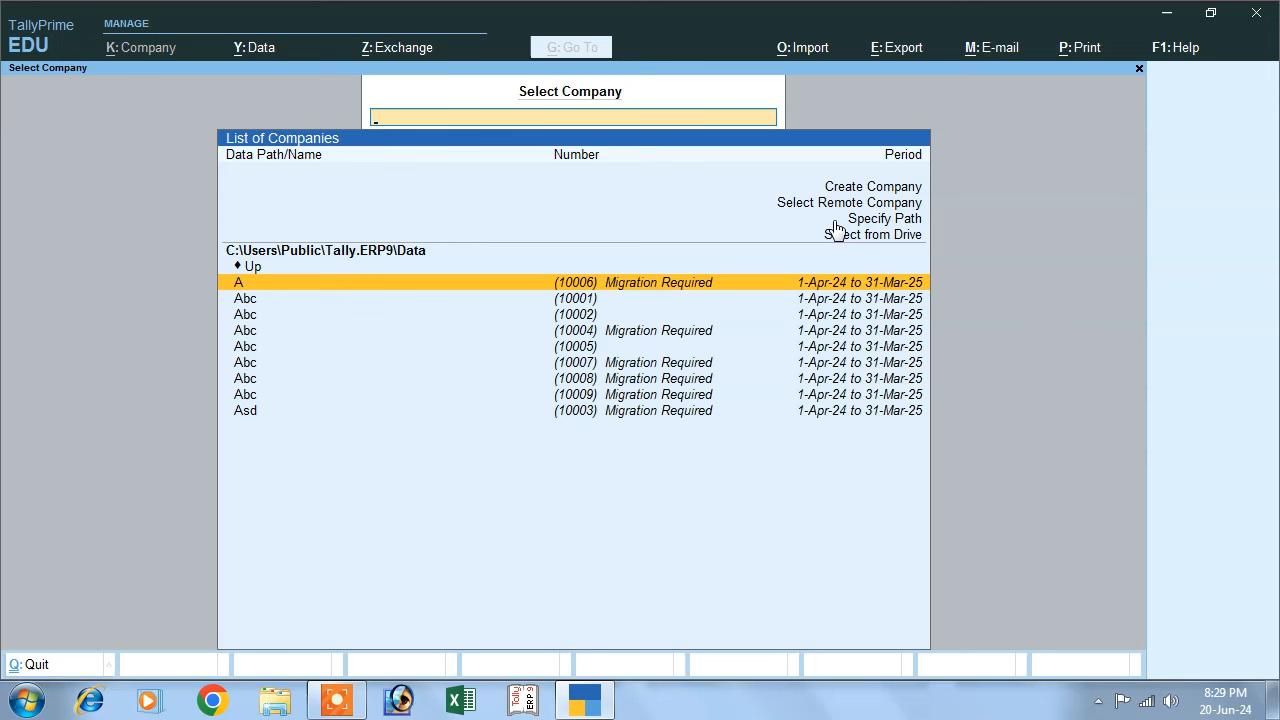 TallyPrime
EDU
MANAGE
K: Company
Y: Data
Z: Exchange
G: Go To
O: Import
E: Export
M: E-mail
P: Print
F1: Help
Select Company
Select Company
List of Companies
Data Path/Name Number Period
Create Company
Select Remote Company
Specify Path
Select from Drive
C:\Users\Public\Tally.ERP9\Data
♦ Up
A (10006) Migration Required 1-Apr-24 to 31-Mar-25
Abc (10001) 1-Apr-24 to 31-Mar-25
Abc (10002) 1-Apr-24 to 31-Mar-25
Abc (10004) Migration Required 1-Apr-24 to 31-Mar-25
Abc (10005) 1-Apr-24 to 31-Mar-25
Abc (10007) Migration Required 1-Apr-24 to 31-Mar-25
Abc (10008) Migration Required 1-Apr-24 to 31-Mar-25
Abc (10009) Migration Required 1-Apr-24 to 31-Mar-25
Asd (10003) Migration Required 1-Apr-24 to 31-Mar-25
Q: Quit
Tally
ERP 9
8:29 PM
20-Jun-24